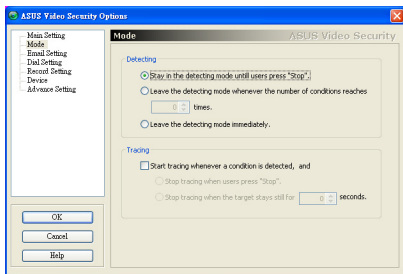 ASUS Video Security Options
Main Setting
Mode
Email Setting
Dial Setting
Record Setting
Device
Advance Setting
OK
Cancel
Help
Mode
ASUS Video Security
Detecting
Stay in the detecting mode untill users press "Stop".
Leave the detecting mode whenever the number of conditions reaches
0 times.
Leave the detecting mode immediately.
Tracing
Start tracing whenever a condition is detected, and
Stop tracing when users press "Stop".
Stop tracing when the target stays still for 0 seconds.